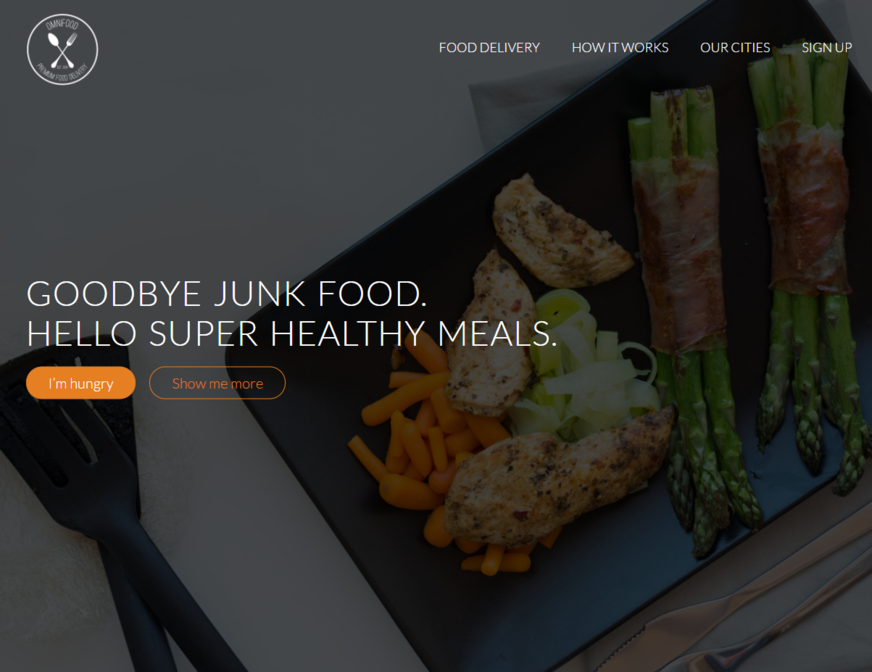 OMNIFOOD
PREMIUM FOOD DELIVERY
FOOD DELIVERY
HOW IT WORKS
OUR CITIES
SIGN UP
GOODBYE JUNK FOOD.
HELLO SUPER HEALTHY MEALS.
I'm hungry
Show me more